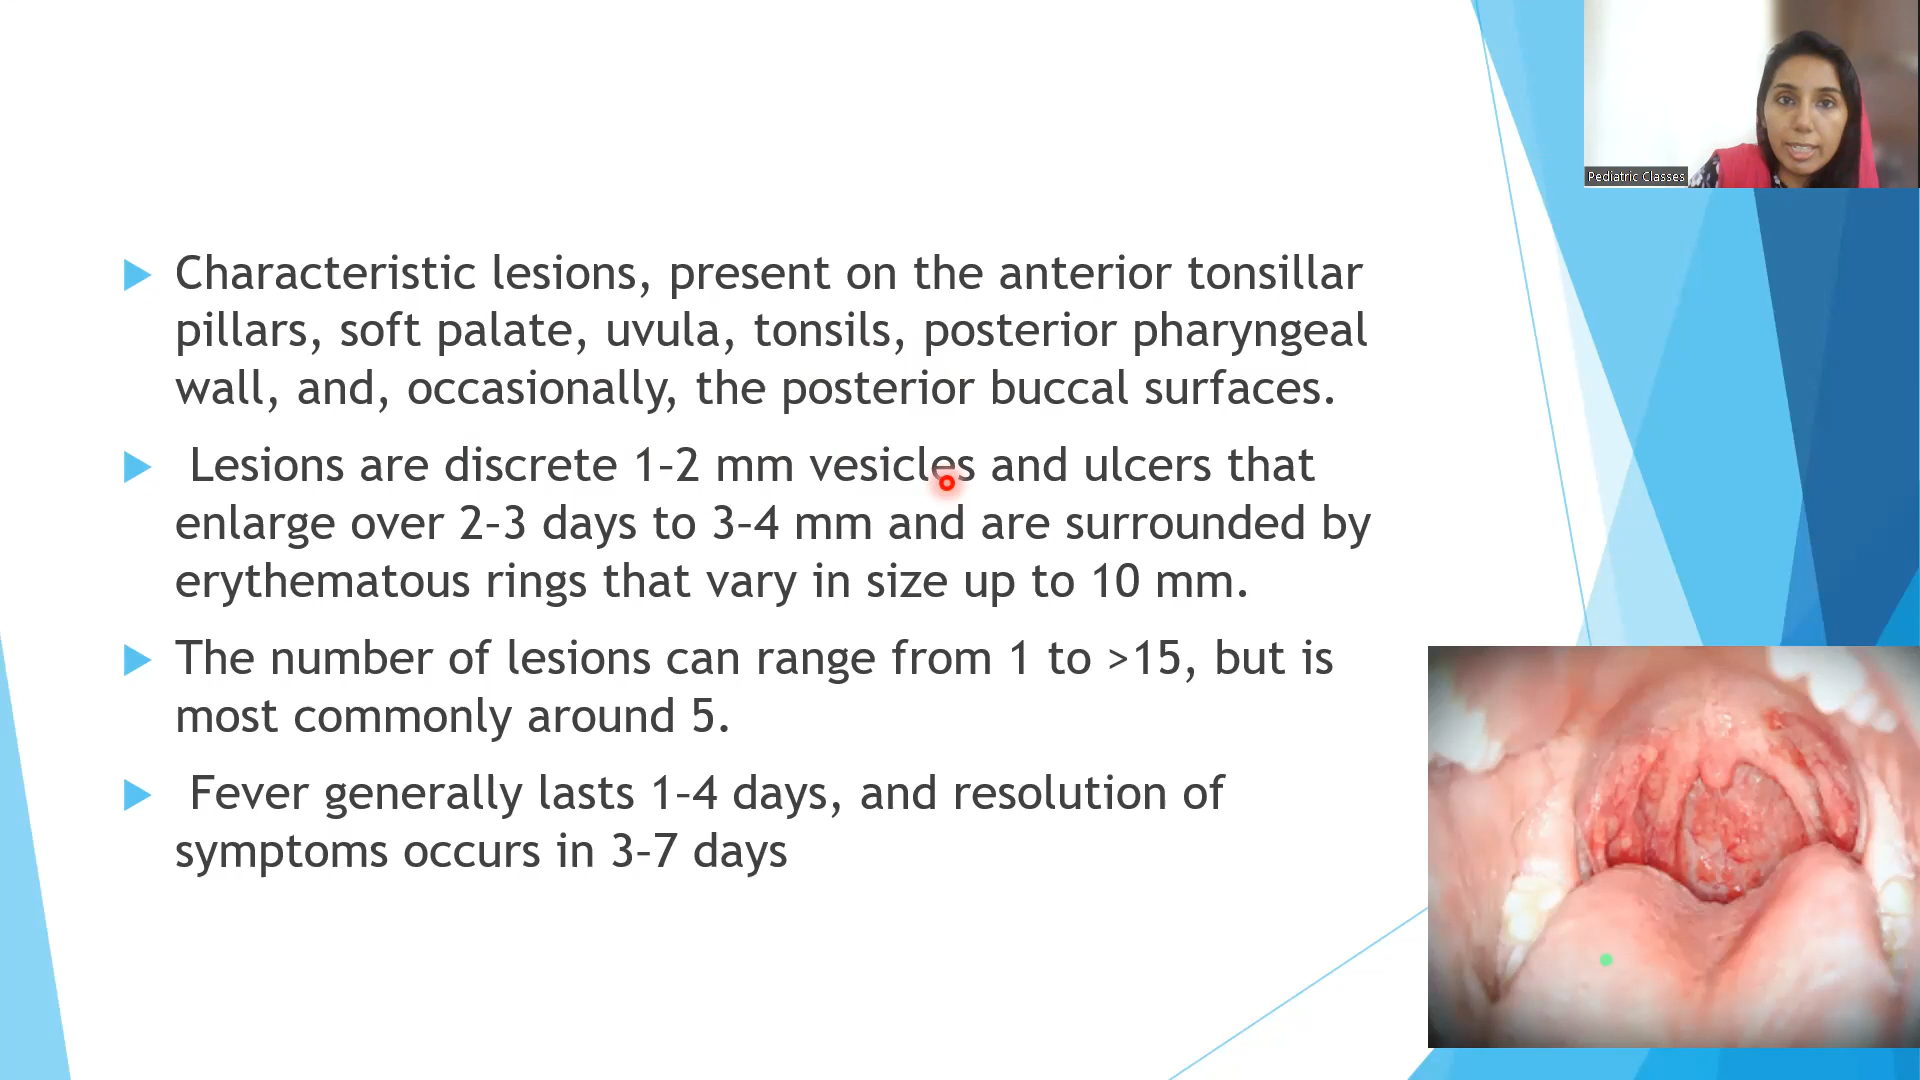 Pediatric Classes
Characteristic lesions, present on the anterior tonsillar
pillars, soft palate, uvula, tonsils, posterior pharyngeal
wall, and, occasionally, the posterior buccal surfaces.
Lesions are discrete 1–2 mm vesicles and ulcers that
enlarge over 2–3 days to 3–4 mm and are surrounded by
erythematous rings that vary in size up to 10 mm.
The number of lesions can range from 1 to >15, but is
most commonly around 5.
Fever generally lasts 1–4 days, and resolution of
symptoms occurs in 3–7 days